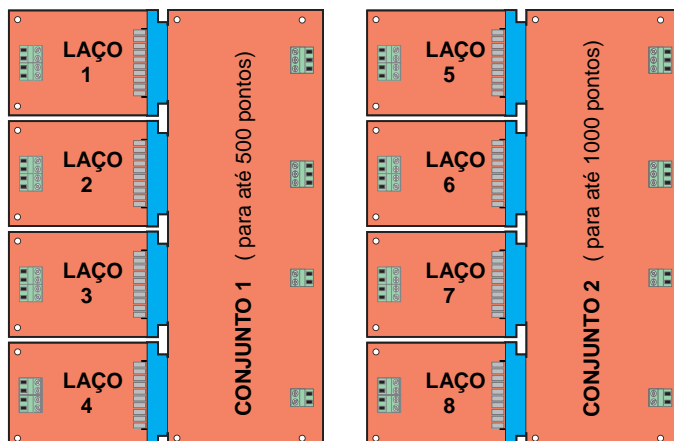 LAÇO
1
LAÇO
2
LAÇO
3
LAÇO
4
CONJUNTO 1 ( para até 500 pontos)
LAÇO
5
LAÇO
6
LAÇO
7
LAÇO
8
CONJUNTO 2 ( para até 1000 pontos)